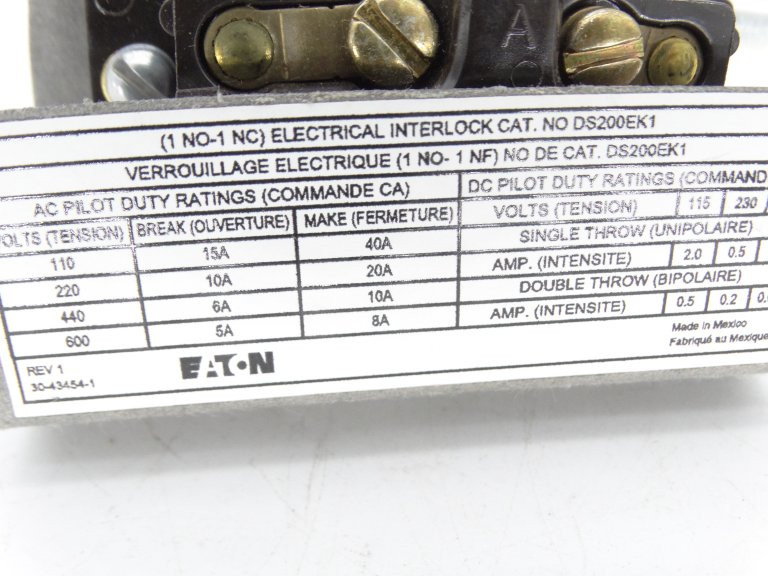 A
(1 NO-1 NC) ELECTRICAL INTERLOCK CAT. NO DS200EK1
VERROUILLAGE ELECTRIQUE (1 NO- 1 NF) NO DE CAT. DS200EK1
AC PILOT DUTY RATINGS (COMMANDE CA)
VOLTS (TENSION) BREAK (OUVERTURE) MAKE (FERMETURE)
110 15A 40A
220 10A 20A
440 6A 10A
600 5A 8A
DC PILOT DUTY RATINGS (COMMAND
VOLTS (TENSION) 115 230
SINGLE THROW (UNIPOLAIRE)
AMP. (INTENSITE) 2.0 0.5
DOUBLE THROW (BIPOLAIRE)
AMP. (INTENSITE) 0.5 0.2 0.
Made in Mexico
Fabriqué au Mexique
REV 1
30-43454-1
EATON